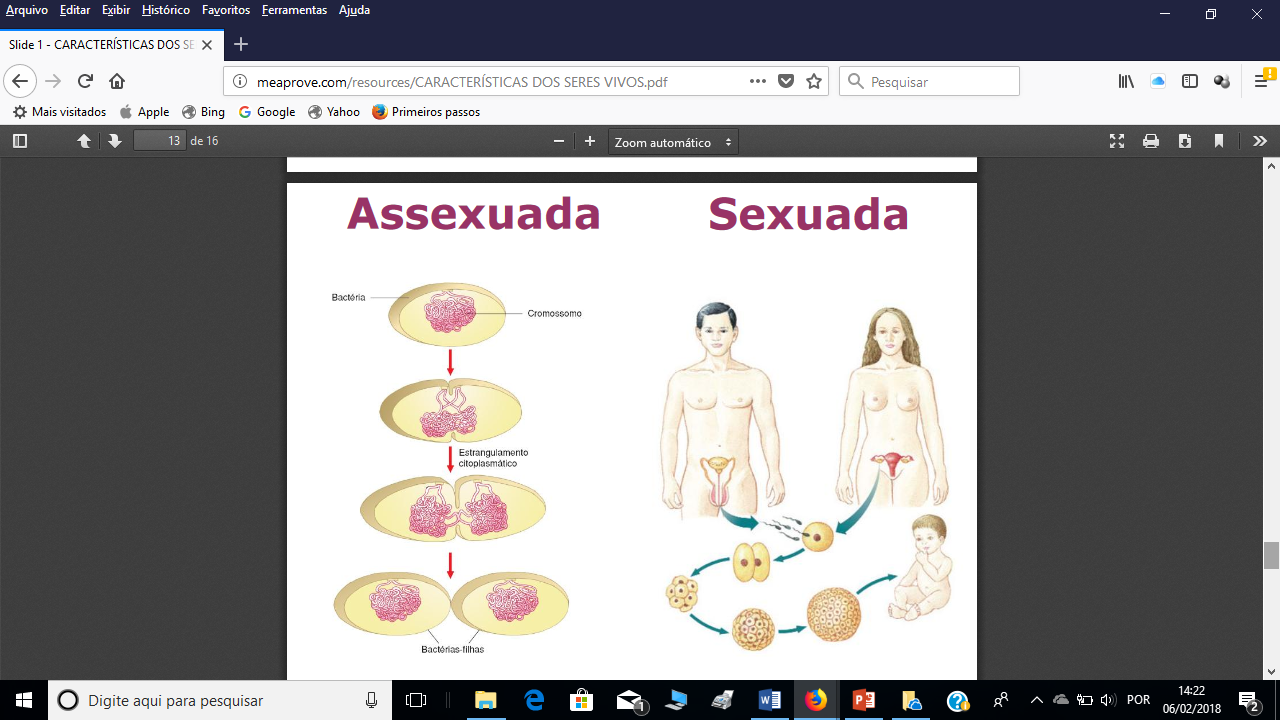 Arquivo Editar Exibir Histórico Favoritos Ferramentas Ajuda
Slide 1 - CARACTERÍSTICAS DOS SE
meaprove.com/resources/CARACTERÍSTICAS DOS SERES VIVOS.pdf
Pesquisar
Mais visitados Apple Bing Google Yahoo Primeiros passos
13 de 16
Zoom automático
Assexuada
Sexuada
Bactéria
Cromossomo
Estrangulamento
citoplasmático
Bactérias-filhas
Digite aqui para pesquisar
1
POR
14:22
06/02/2018
2